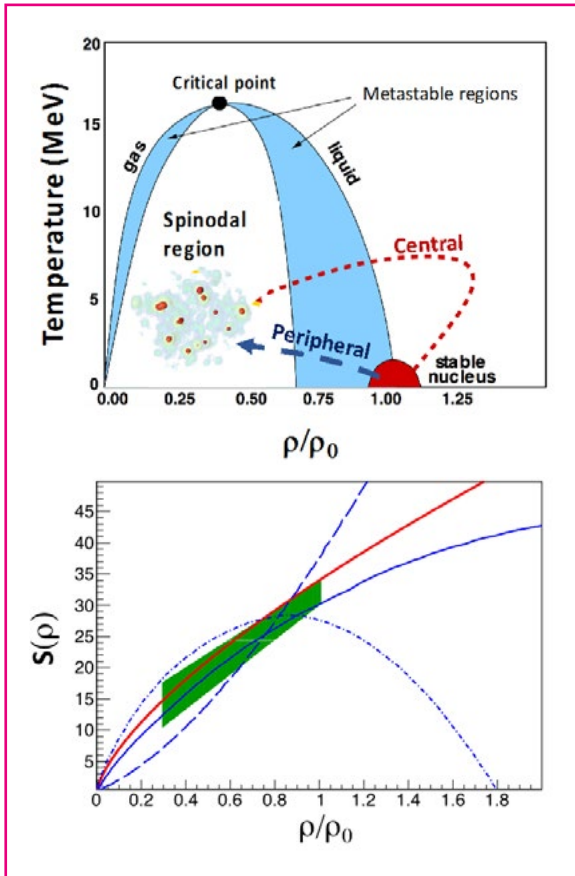 20
Critical point
Metastable regions
15
gas
liquid
Temperature (MeV)
10
Spinodal
region
Central
5
Peripheral
stable
nucleus
0
0.00 0.25 0.50 0.75 1.00 1.25
ρ/ρ0
45
40
35
30
S(ρ)
25
20
15
10
5
0 0.2 0.4 0.6 0.8 1 1.2 1.4 1.6 1.8
ρ/ρ0